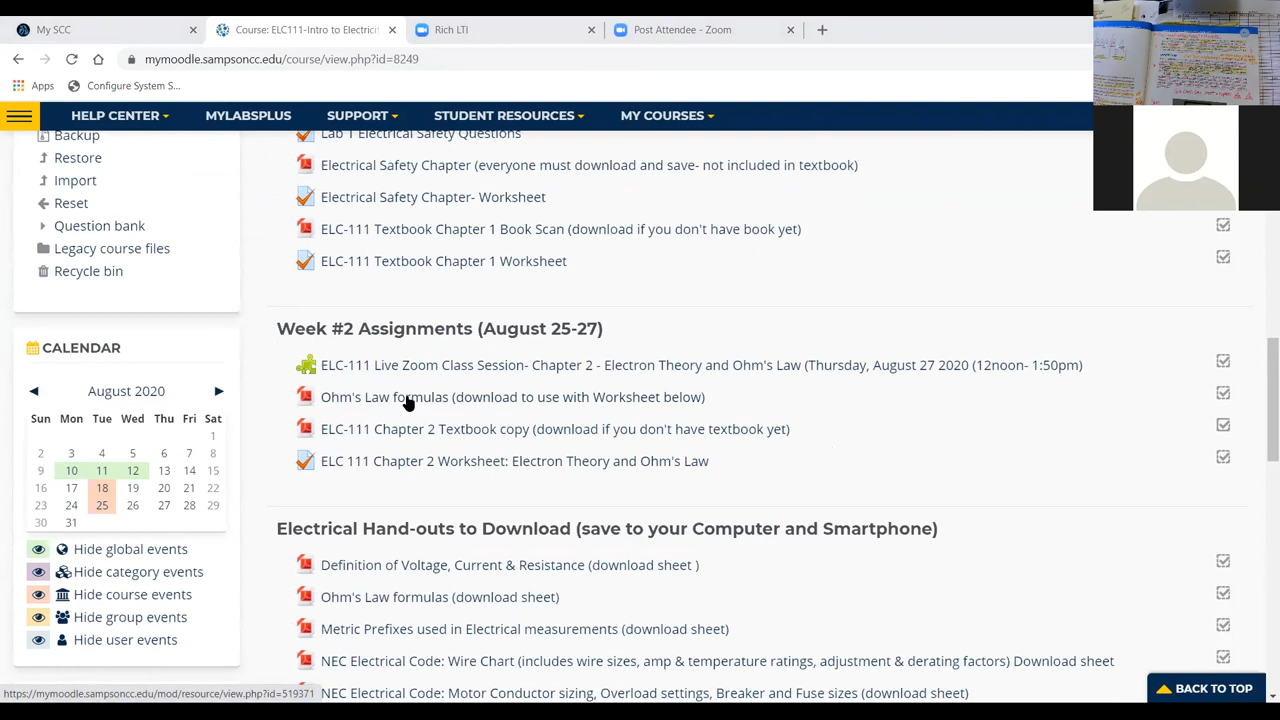 My SCC
Course: ELC111-Intro to Electricit
Rich LTI
Post Attendee - Zoom
mymoodle.sampsoncc.edu/course/view.php?id=8249
Apps
Configure System S...
HELP CENTER
MYLABSPLUS
SUPPORT
STUDENT RESOURCES
MY COURSES
Backup
Restore
Import
Reset
Question bank
Legacy course files
Recycle bin
CALENDAR
August 2020
Sun Mon Tue Wed Thu Fri Sat
1
2 3 4 5 6 7 8
9 10 11 12 13 14 15
16 17 18 19 20 21 22
23 24 25 26 27 28 29
30 31
Hide global events
Hide category events
Hide course events
Hide group events
Hide user events
Lab 1 Electrical Safety Questions
Electrical Safety Chapter (everyone must download and save- not included in textbook)
Electrical Safety Chapter- Worksheet
ELC-111 Textbook Chapter 1 Book Scan (download if you don't have book yet)
ELC-111 Textbook Chapter 1 Worksheet
Week #2 Assignments (August 25-27)
ELC-111 Live Zoom Class Session- Chapter 2 - Electron Theory and Ohm's Law (Thursday, August 27 2020 (12noon- 1:50pm)
Ohm's Law formulas (download to use with Worksheet below)
ELC-111 Chapter 2 Textbook copy (download if you don't have textbook yet)
ELC 111 Chapter 2 Worksheet: Electron Theory and Ohm's Law
Electrical Hand-outs to Download (save to your Computer and Smartphone)
Definition of Voltage, Current & Resistance (download sheet )
Ohm's Law formulas (download sheet)
Metric Prefixes used in Electrical measurements (download sheet)
NEC Electrical Code: Wire Chart (includes wire sizes, amp & temperature ratings, adjustment & derating factors) Download sheet
NEC Electrical Code: Motor Conductor sizing, Overload settings, Breaker and Fuse sizes (download sheet)
BACK TO TOP
https://mymoodle.sampsoncc.edu/mod/resource/view.php?id=519371